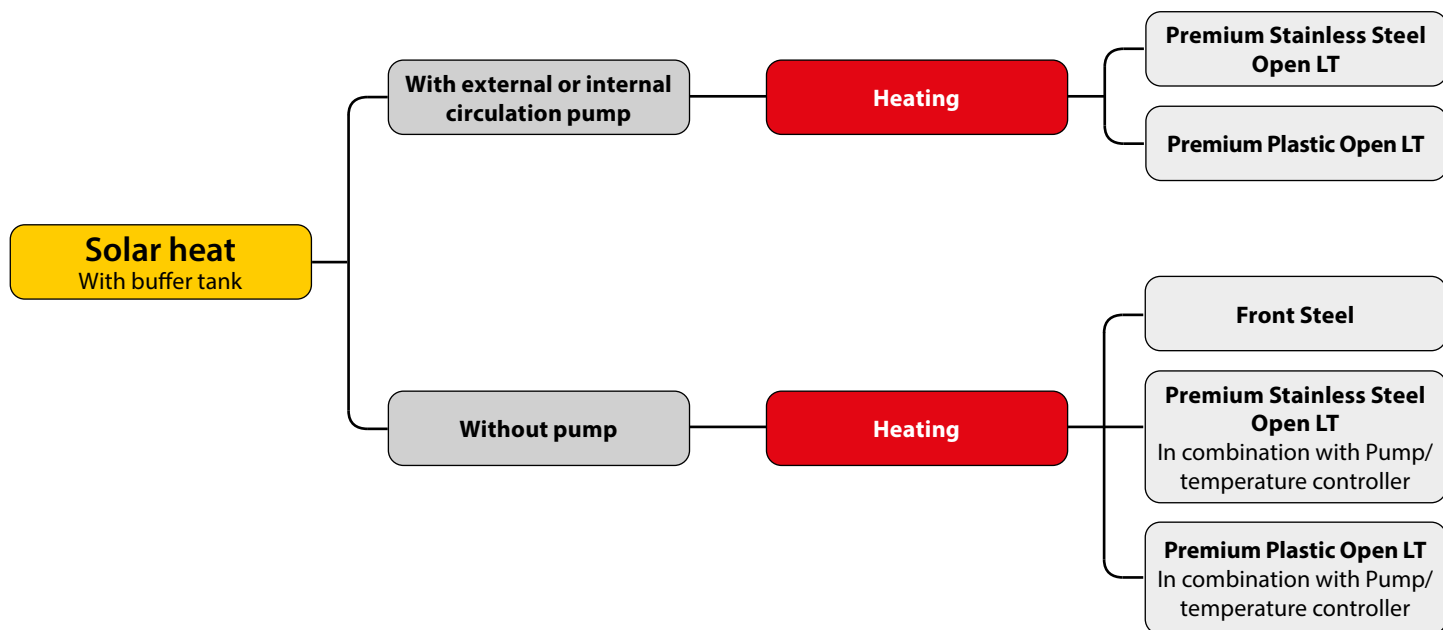 Solar heat
With buffer tank
With external or internal
circulation pump
Heating
Premium Stainless Steel
Open LT
Premium Plastic Open LT
Without pump
Heating
Front Steel
Premium Stainless Steel
Open LT
In combination with Pump/
temperature controller
Premium Plastic Open LT
In combination with Pump/
temperature controller